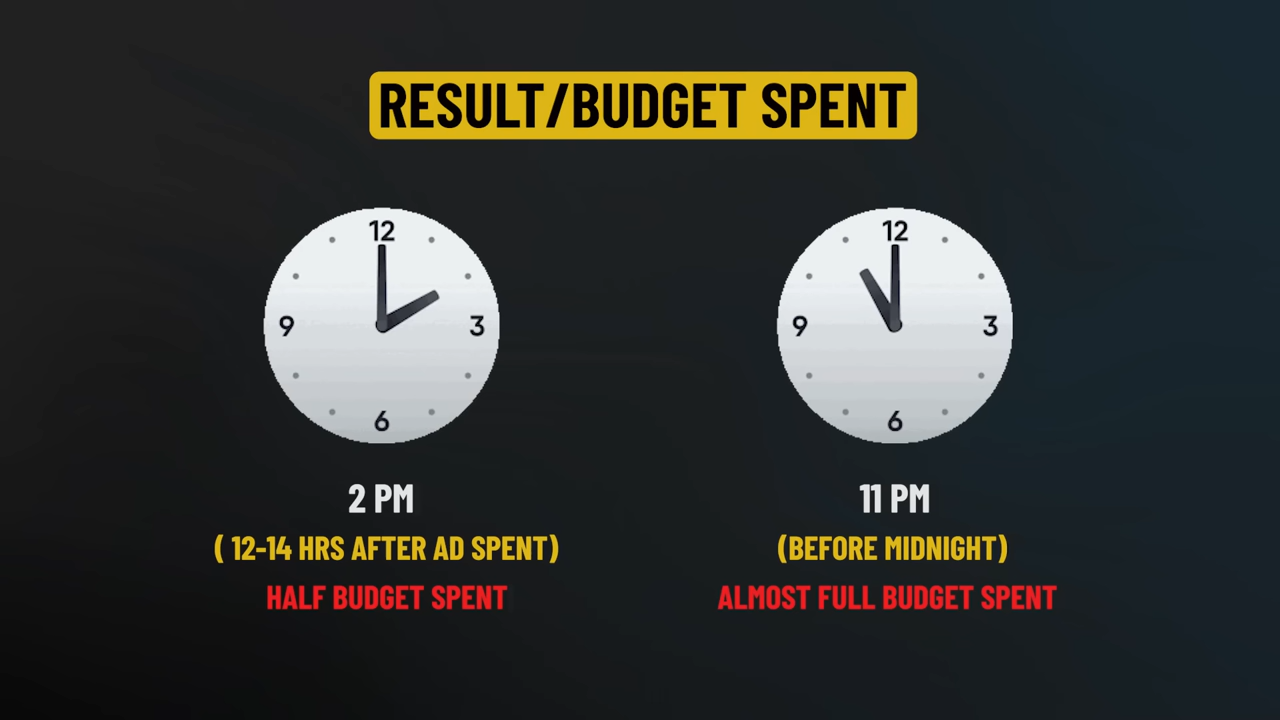 RESULT/BUDGET SPENT
12
9
3
6
12
9
3
6
2 PM
( 12-14 HRS AFTER AD SPENT)
HALF BUDGET SPENT
11 PM
(BEFORE MIDNIGHT)
ALMOST FULL BUDGET SPENT